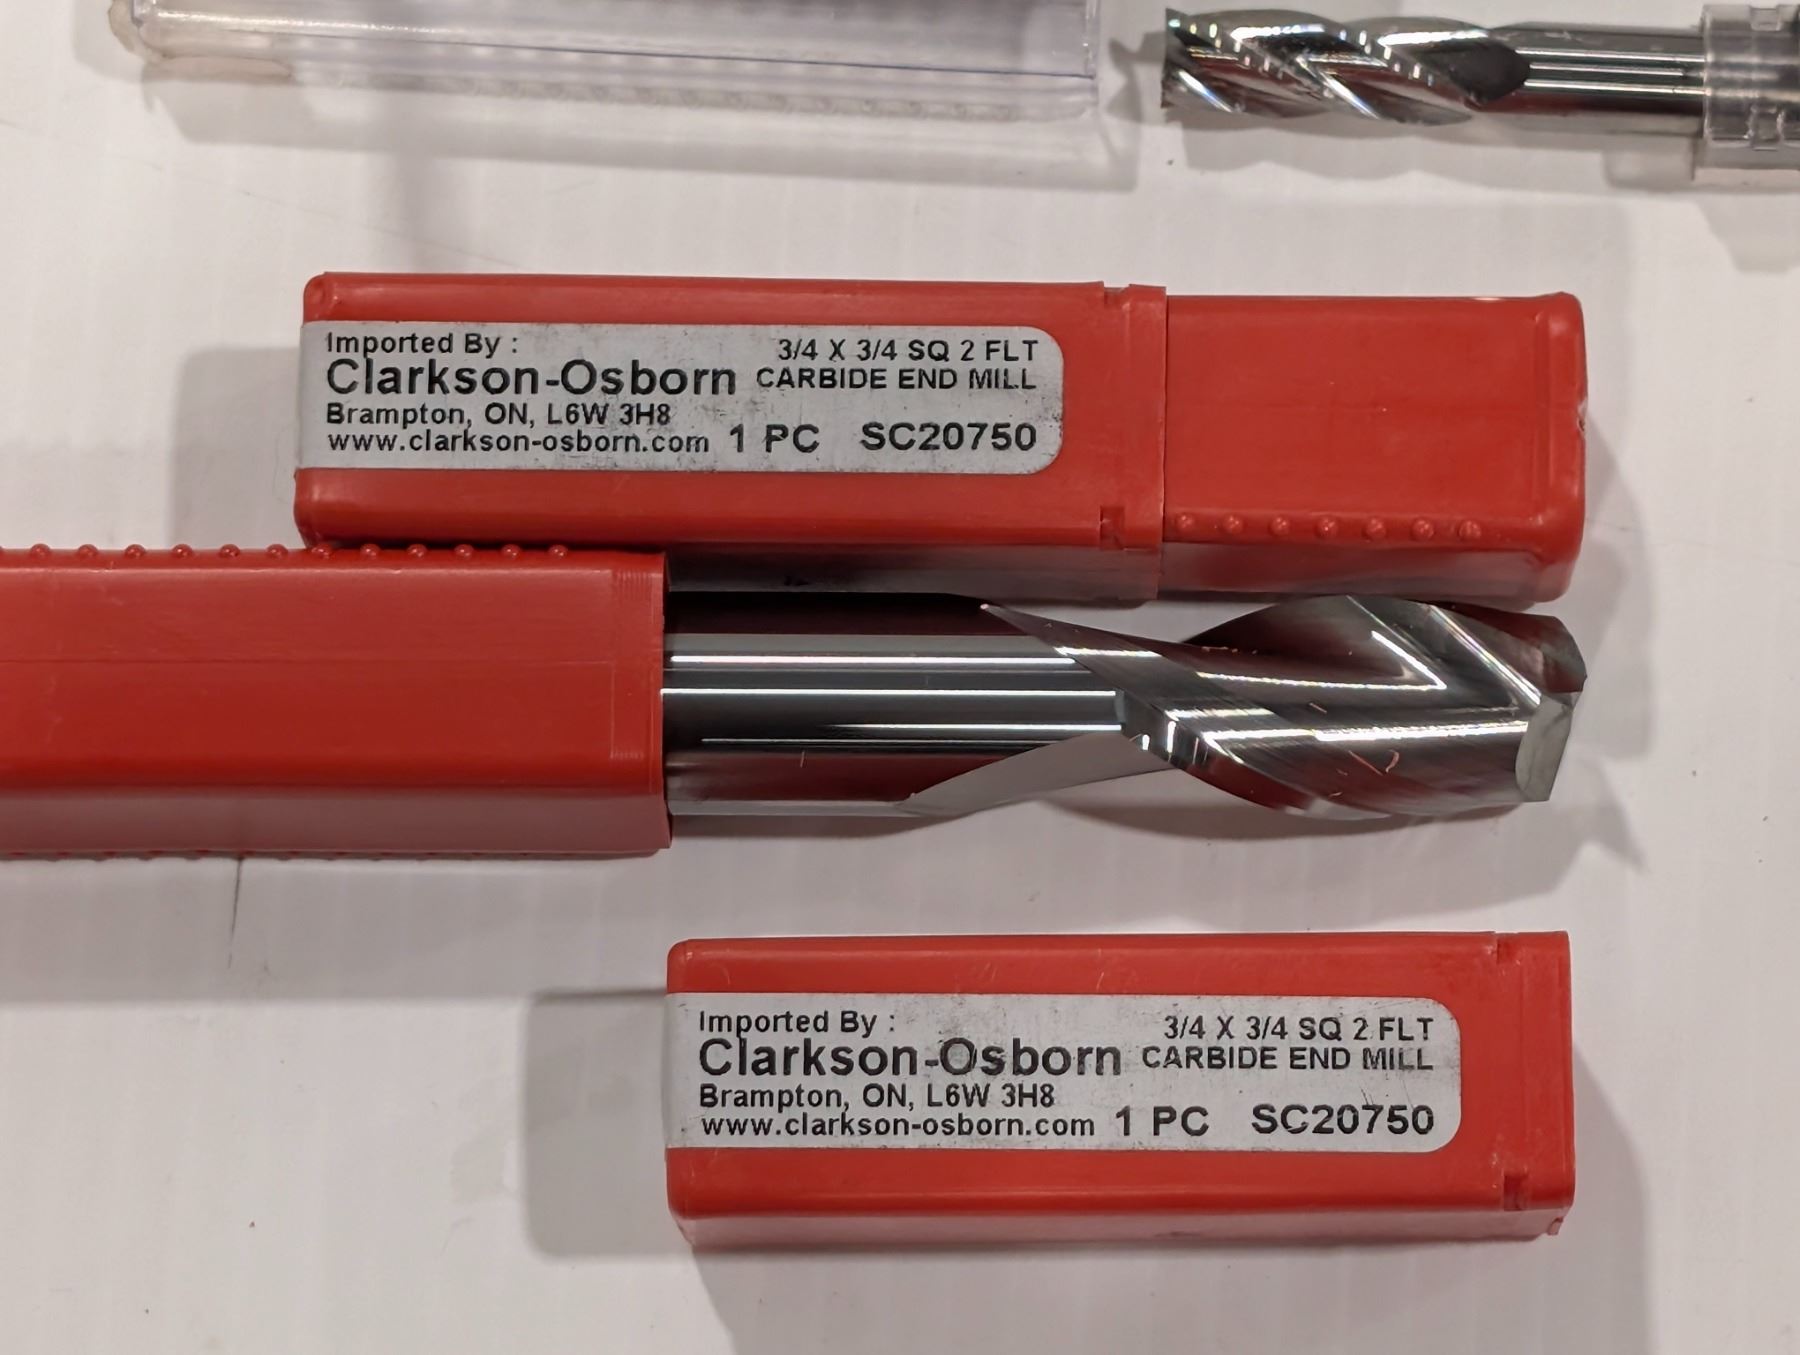 Imported By :
3/4 X 3/4 SQ 2 FLT
Clarkson-Osborn CARBIDE END MILL
Brampton, ON, L6W 3H8
www.clarkson-osborn.com 1 PC SC20750
Imported By :
3/4 X 3/4 SQ 2 FLT
Clarkson-Osborn CARBIDE END MILL
Brampton, ON, L6W 3H8
www.clarkson-osborn.com 1 PC SC20750